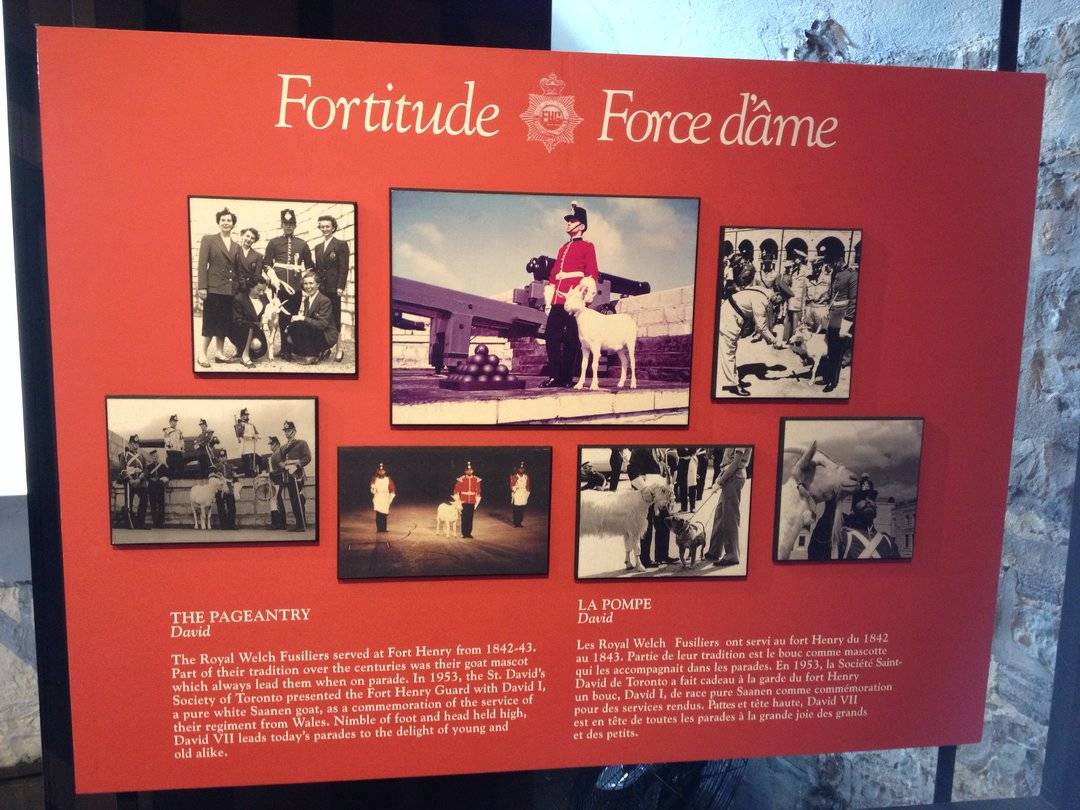 Fortitude FHG Force d'âme
THE PAGEANTRY
David
The Royal Welch Fusiliers served at Fort Henry from 1842-43.
Part of their tradition over the centuries was their goat mascot
which always lead them when on parade. In 1953, the St. David's
Society of Toronto presented the Fort Henry Guard with David I,
a pure white Saanen goat, as a commemoration of the service of
their regiment from Wales. Nimble of foot and head held high,
David VII leads today's parades to the delight of young and
old alike.
LA POMPE
David
Les Royal Welch Fusiliers ont servi au fort Henry du 1842
au 1843. Partie de leur tradition est le bouc comme mascotte
qui les accompagnait dans les parades. En 1953, la Société Saint-
David de Toronto a fait cadeau à la garde du fort Henry
un bouc, David I, de race pure Saanen comme commémoration
pour des services rendus. Pattes et tête haute, David VII
est en tête de toutes les parades à la grande joie des grands
et des petits.